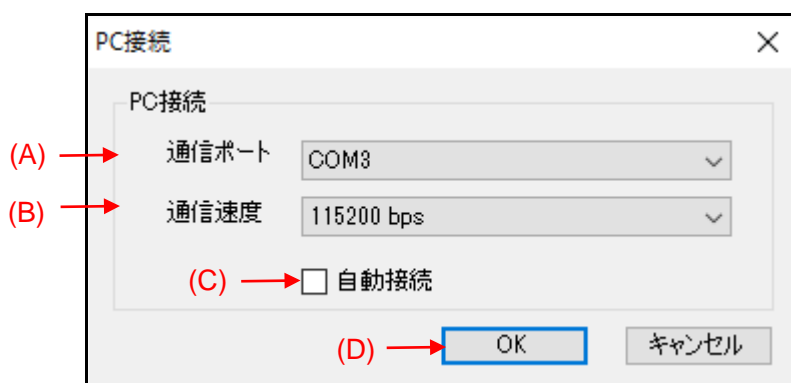 PC接続
PC接続
(A) 通信ポート COM3
(B) 通信速度 115200 bps
(C) 自動接続
(D) OK キャンセル